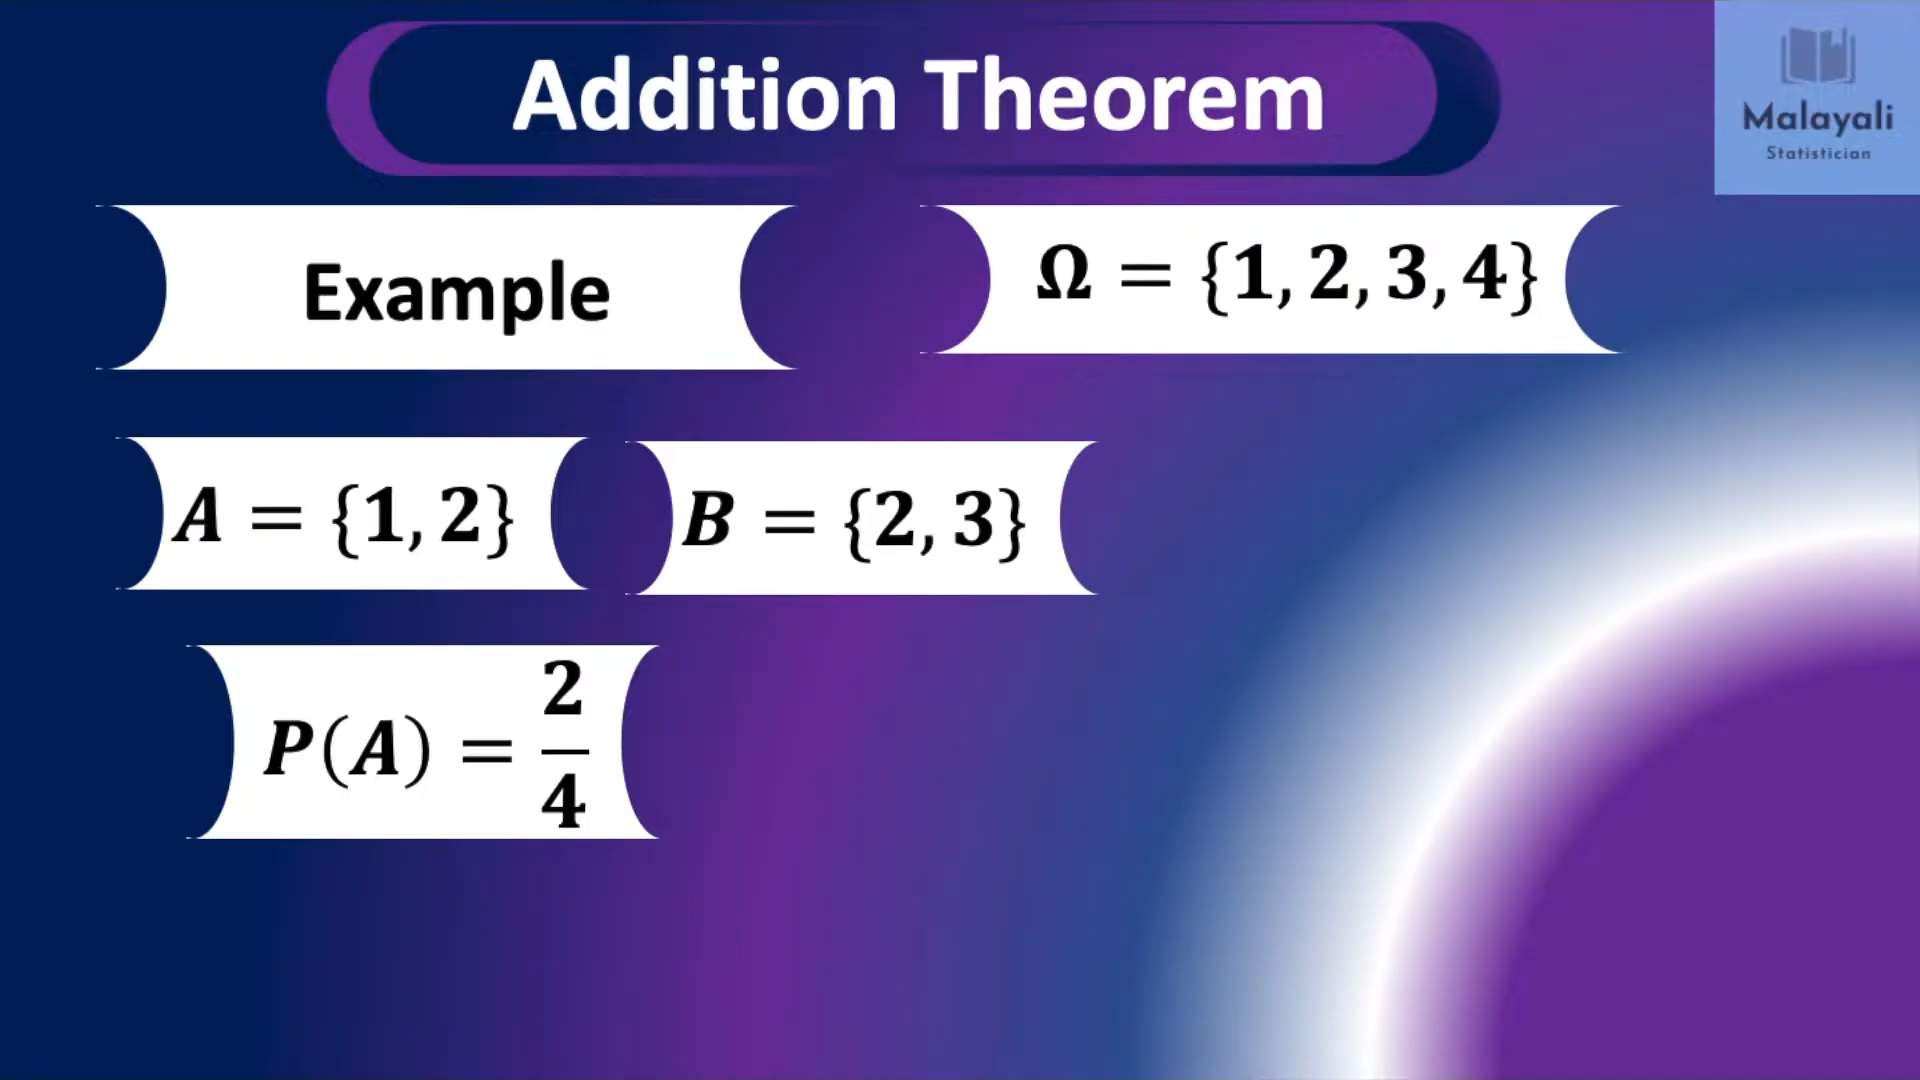 Addition Theorem
Malayali
Statistician
Example
Ω = {1, 2, 3, 4}
A = {1, 2}
B = {2, 3}
P(A) = 2/4